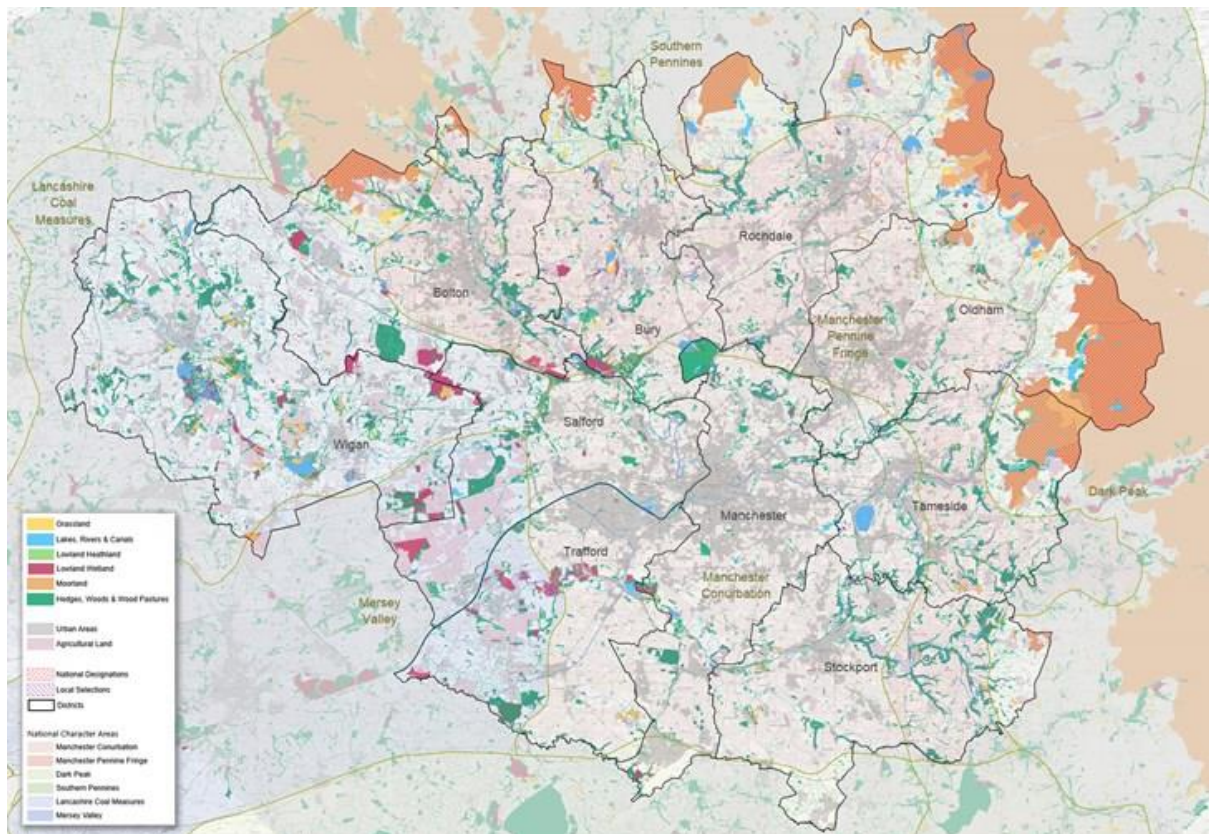 Southern
Pennines
Lancashire
Coal
Measures
Rochdale
Bolton
Oldham
Bury
Manchester
Pennine
Fringe
Salford
Wigan
Dark Peak
Tameside
Manchester
Trafford
Manchester
Conurbation
Mersey
Valley
Stockport
Grassland
Lakes, Rivers & Canals
Lowland Heathland
Lowland Wetland
Moorland
Hedges, Woods & Wood Pastures
Urban Areas
Agricultural Land
National Designations
Local Selections
Districts
National Character Areas
Manchester Conurbation
Manchester Pennine Fringe
Dark Peak
Southern Pennines
Lancashire Coal Measures
Mersey Valley